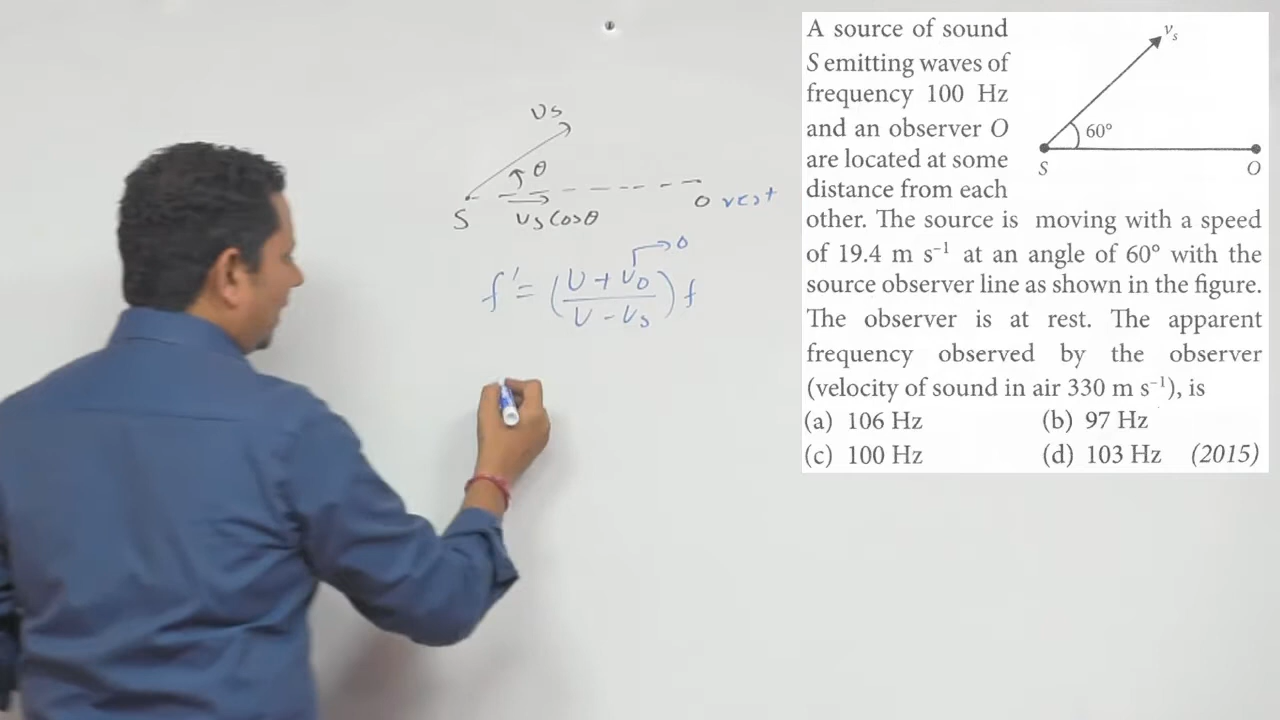 υs
θ
S
υs cosθ
O rest
→ 0
f' = (υ + υo / υ - υs) f
A source of sound
S emitting waves of
frequency 100 Hz
and an observer O
are located at some
distance from each
other. The source is moving with a speed
of 19.4 m s⁻¹ at an angle of 60° with the
source observer line as shown in the figure.
The observer is at rest. The apparent
frequency observed by the observer
(velocity of sound in air 330 m s⁻¹), is
(a) 106 Hz (b) 97 Hz
(c) 100 Hz (d) 103 Hz (2015)
vs
60°
S O